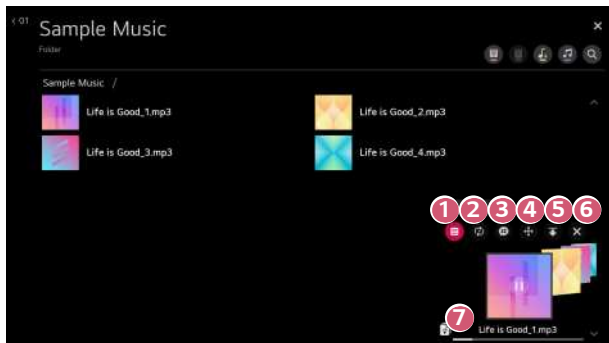 < 01
Sample Music
Folder
Sample Music /
Life is Good_1.mp3
Life is Good_2.mp3
Life is Good_3.mp3
Life is Good_4.mp3
1 2 3 4 5 6
7
Life is Good_1.mp3